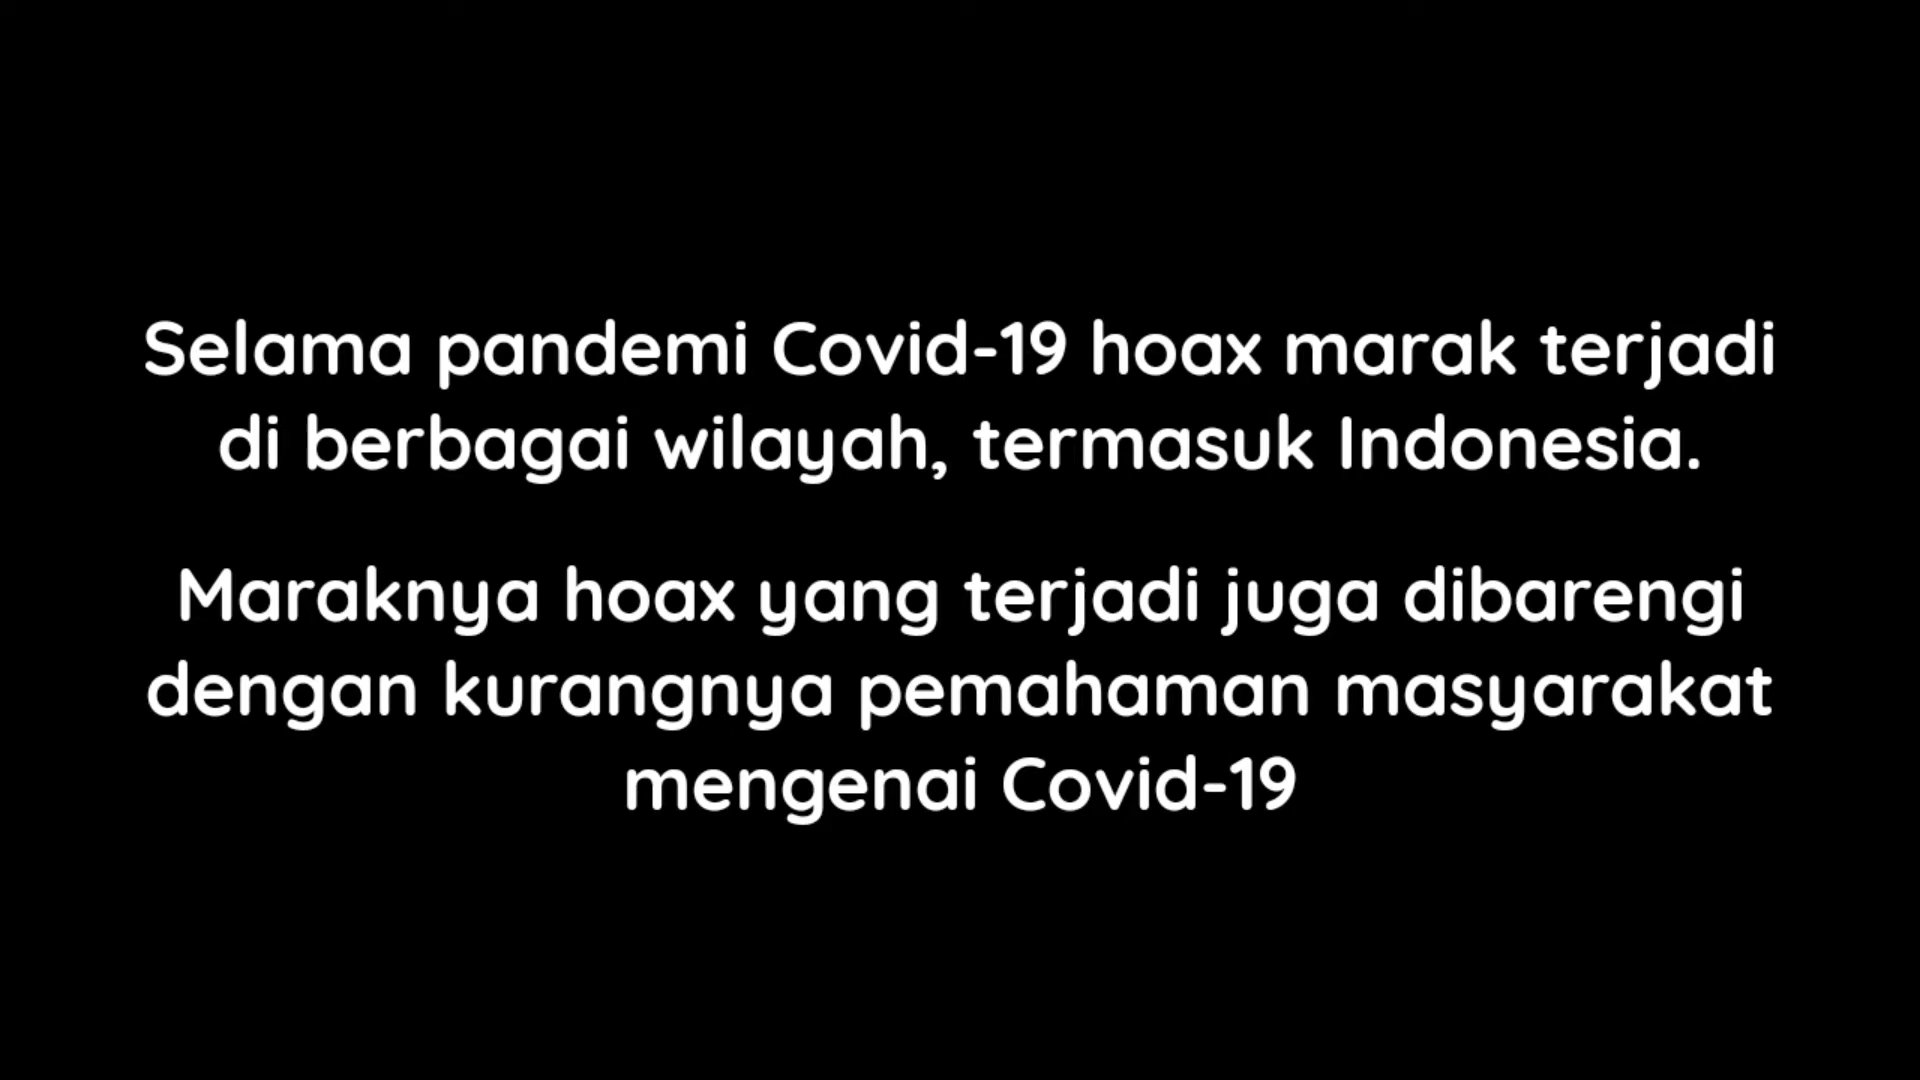 Selama pandemi Covid-19 hoax marak terjadi
di berbagai wilayah, termasuk Indonesia.
Maraknya hoax yang terjadi juga dibarengi
dengan kurangnya pemahaman masyarakat
mengenai Covid-19